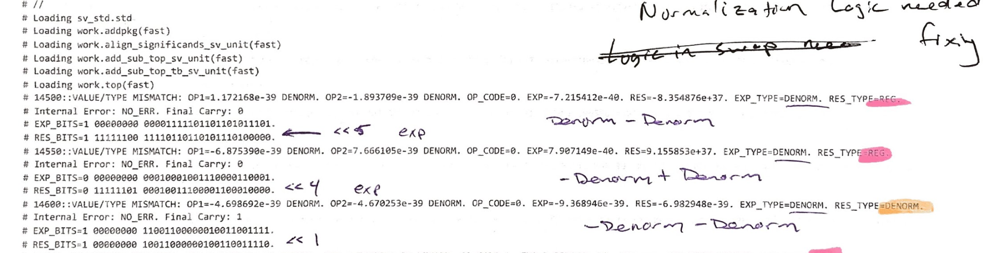 # //
Normalization Logic needed
# Loading sv_std.std
# Loading work.addpkg(fast)
fixing
# Loading work.align_significands_sv_unit(fast)
Logic in swap nee
# Loading work.add_sub_top_sv_unit(fast)
# Loading work.add_sub_top_tb_sv_unit(fast)
# Loading work.top(fast)
# 14500::VALUE/TYPE MISMATCH: OP1=1.172168e-39 DENORM. OP2=-1.893709e-39 DENORM. OP_CODE=0. EXP=-7.215412e-40. RES=-8.354876e+37. EXP_TYPE=DENORM. RES_TYPE=REG.
# Internal Error: NO_ERR. Final Carry: 0
Denorm - Denorm
# EXP_BITS=1 00000000 00001111101101101011101.
<<5 exp
# RES_BITS=1 11111100 11110110110101110100000.
# 14550::VALUE/TYPE MISMATCH: OP1=-6.875390e-39 DENORM. OP2=7.666105e-39 DENORM. OP_CODE=0. EXP=7.907149e-40. RES=9.155853e+37. EXP_TYPE=DENORM. RES_TYPE=REG.
# Internal Error: NO_ERR. Final Carry: 0
# EXP_BITS=0 00000000 00010001001110000110001.
- Denorm + Denorm
# RES_BITS=0 11111101 00010011100001100010000.
<<4 exp
# 14600::VALUE/TYPE MISMATCH: OP1=-4.698692e-39 DENORM. OP2=-4.670253e-39 DENORM. OP_CODE=0. EXP=-9.368946e-39. RES=-6.982948e-39. EXP_TYPE=DENORM. RES_TYPE=DENORM.
# Internal Error: NO_ERR. Final Carry: 1
- Denorm - Denorm
# EXP_BITS=1 00000000 11001100000010011001111.
# RES_BITS=1 00000000 10011000000100110011110.
<< 1